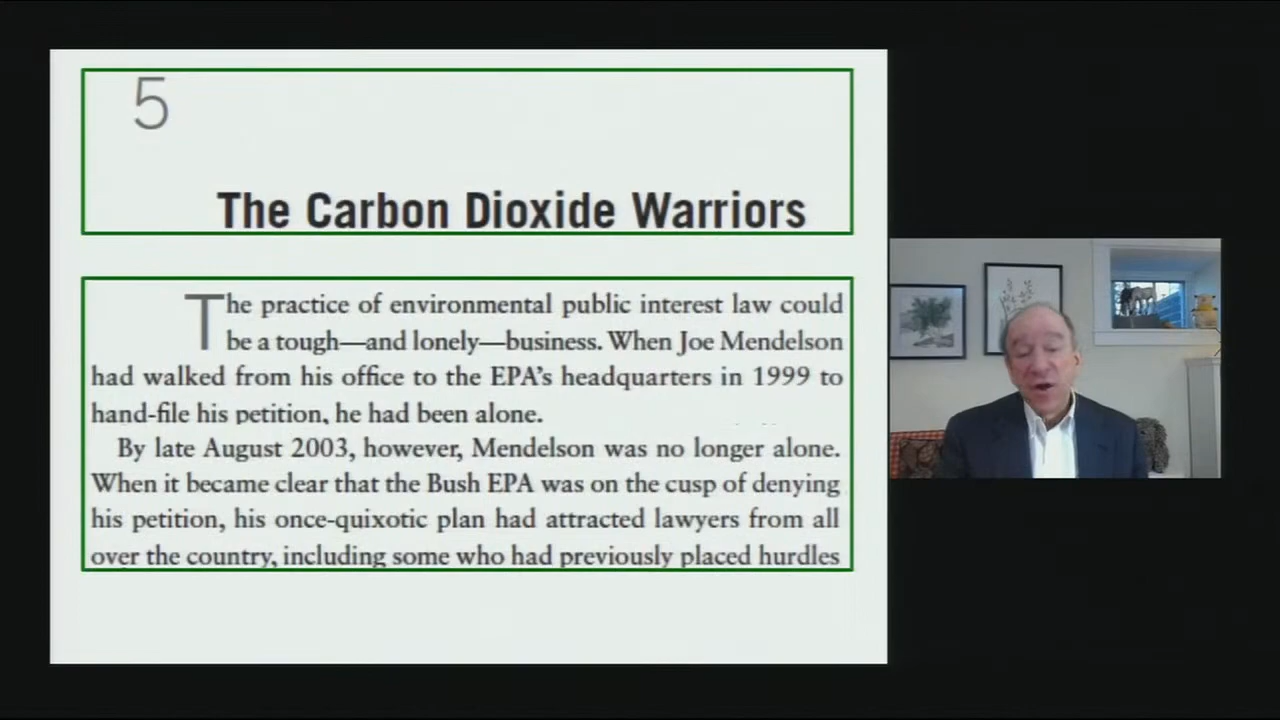 5
The Carbon Dioxide Warriors
The practice of environmental public interest law could
be a tough—and lonely—business. When Joe Mendelson
had walked from his office to the EPA's headquarters in 1999 to
hand-file his petition, he had been alone.
By late August 2003, however, Mendelson was no longer alone.
When it became clear that the Bush EPA was on the cusp of denying
his petition, his once-quixotic plan had attracted lawyers from all
over the country, including some who had previously placed hurdles